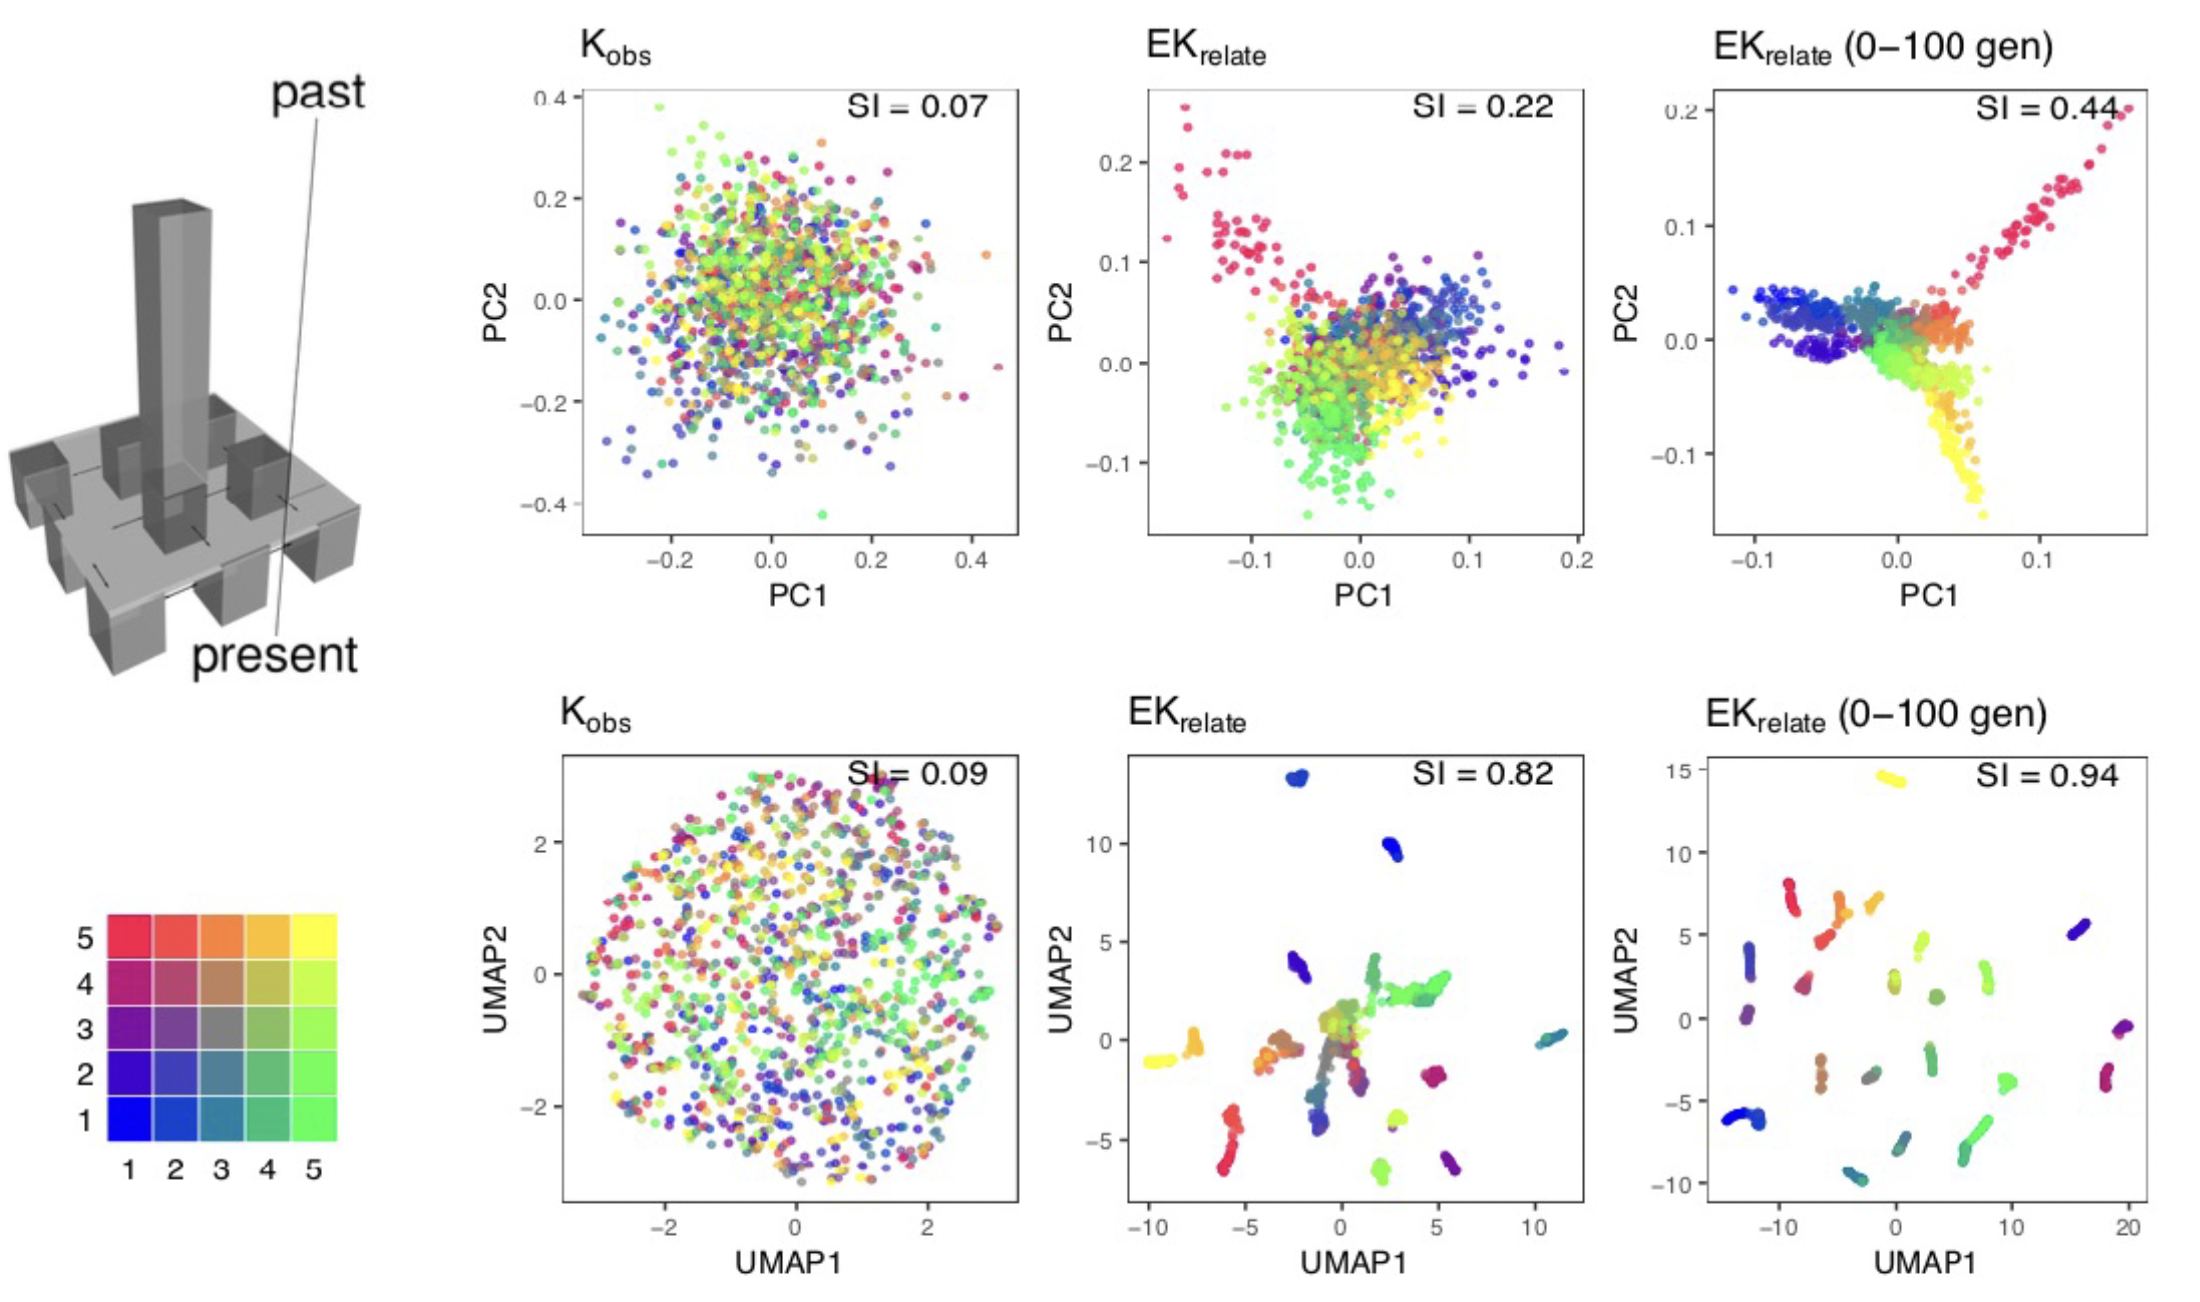 past
present
5
4
3
2
1
1 2 3 4 5
K_obs
SI = 0.07
0.4
0.2
0.0
−0.2
−0.4
PC2
−0.2 0.0 0.2 0.4
PC1
EK_relate
SI = 0.22
0.2
0.1
0.0
−0.1
PC2
−0.1 0.0 0.1 0.2
PC1
EK_relate (0−100 gen)
SI = 0.44
0.2
0.1
0.0
−0.1
PC2
−0.1 0.0 0.1
PC1
K_obs
SI = 0.09
2
0
−2
UMAP2
−2 0 2
UMAP1
EK_relate
SI = 0.82
10
5
0
−5
UMAP2
−10 −5 0 5 10
UMAP1
EK_relate (0−100 gen)
SI = 0.94
15
10
5
0
−5
−10
UMAP2
−10 0 10 20
UMAP1